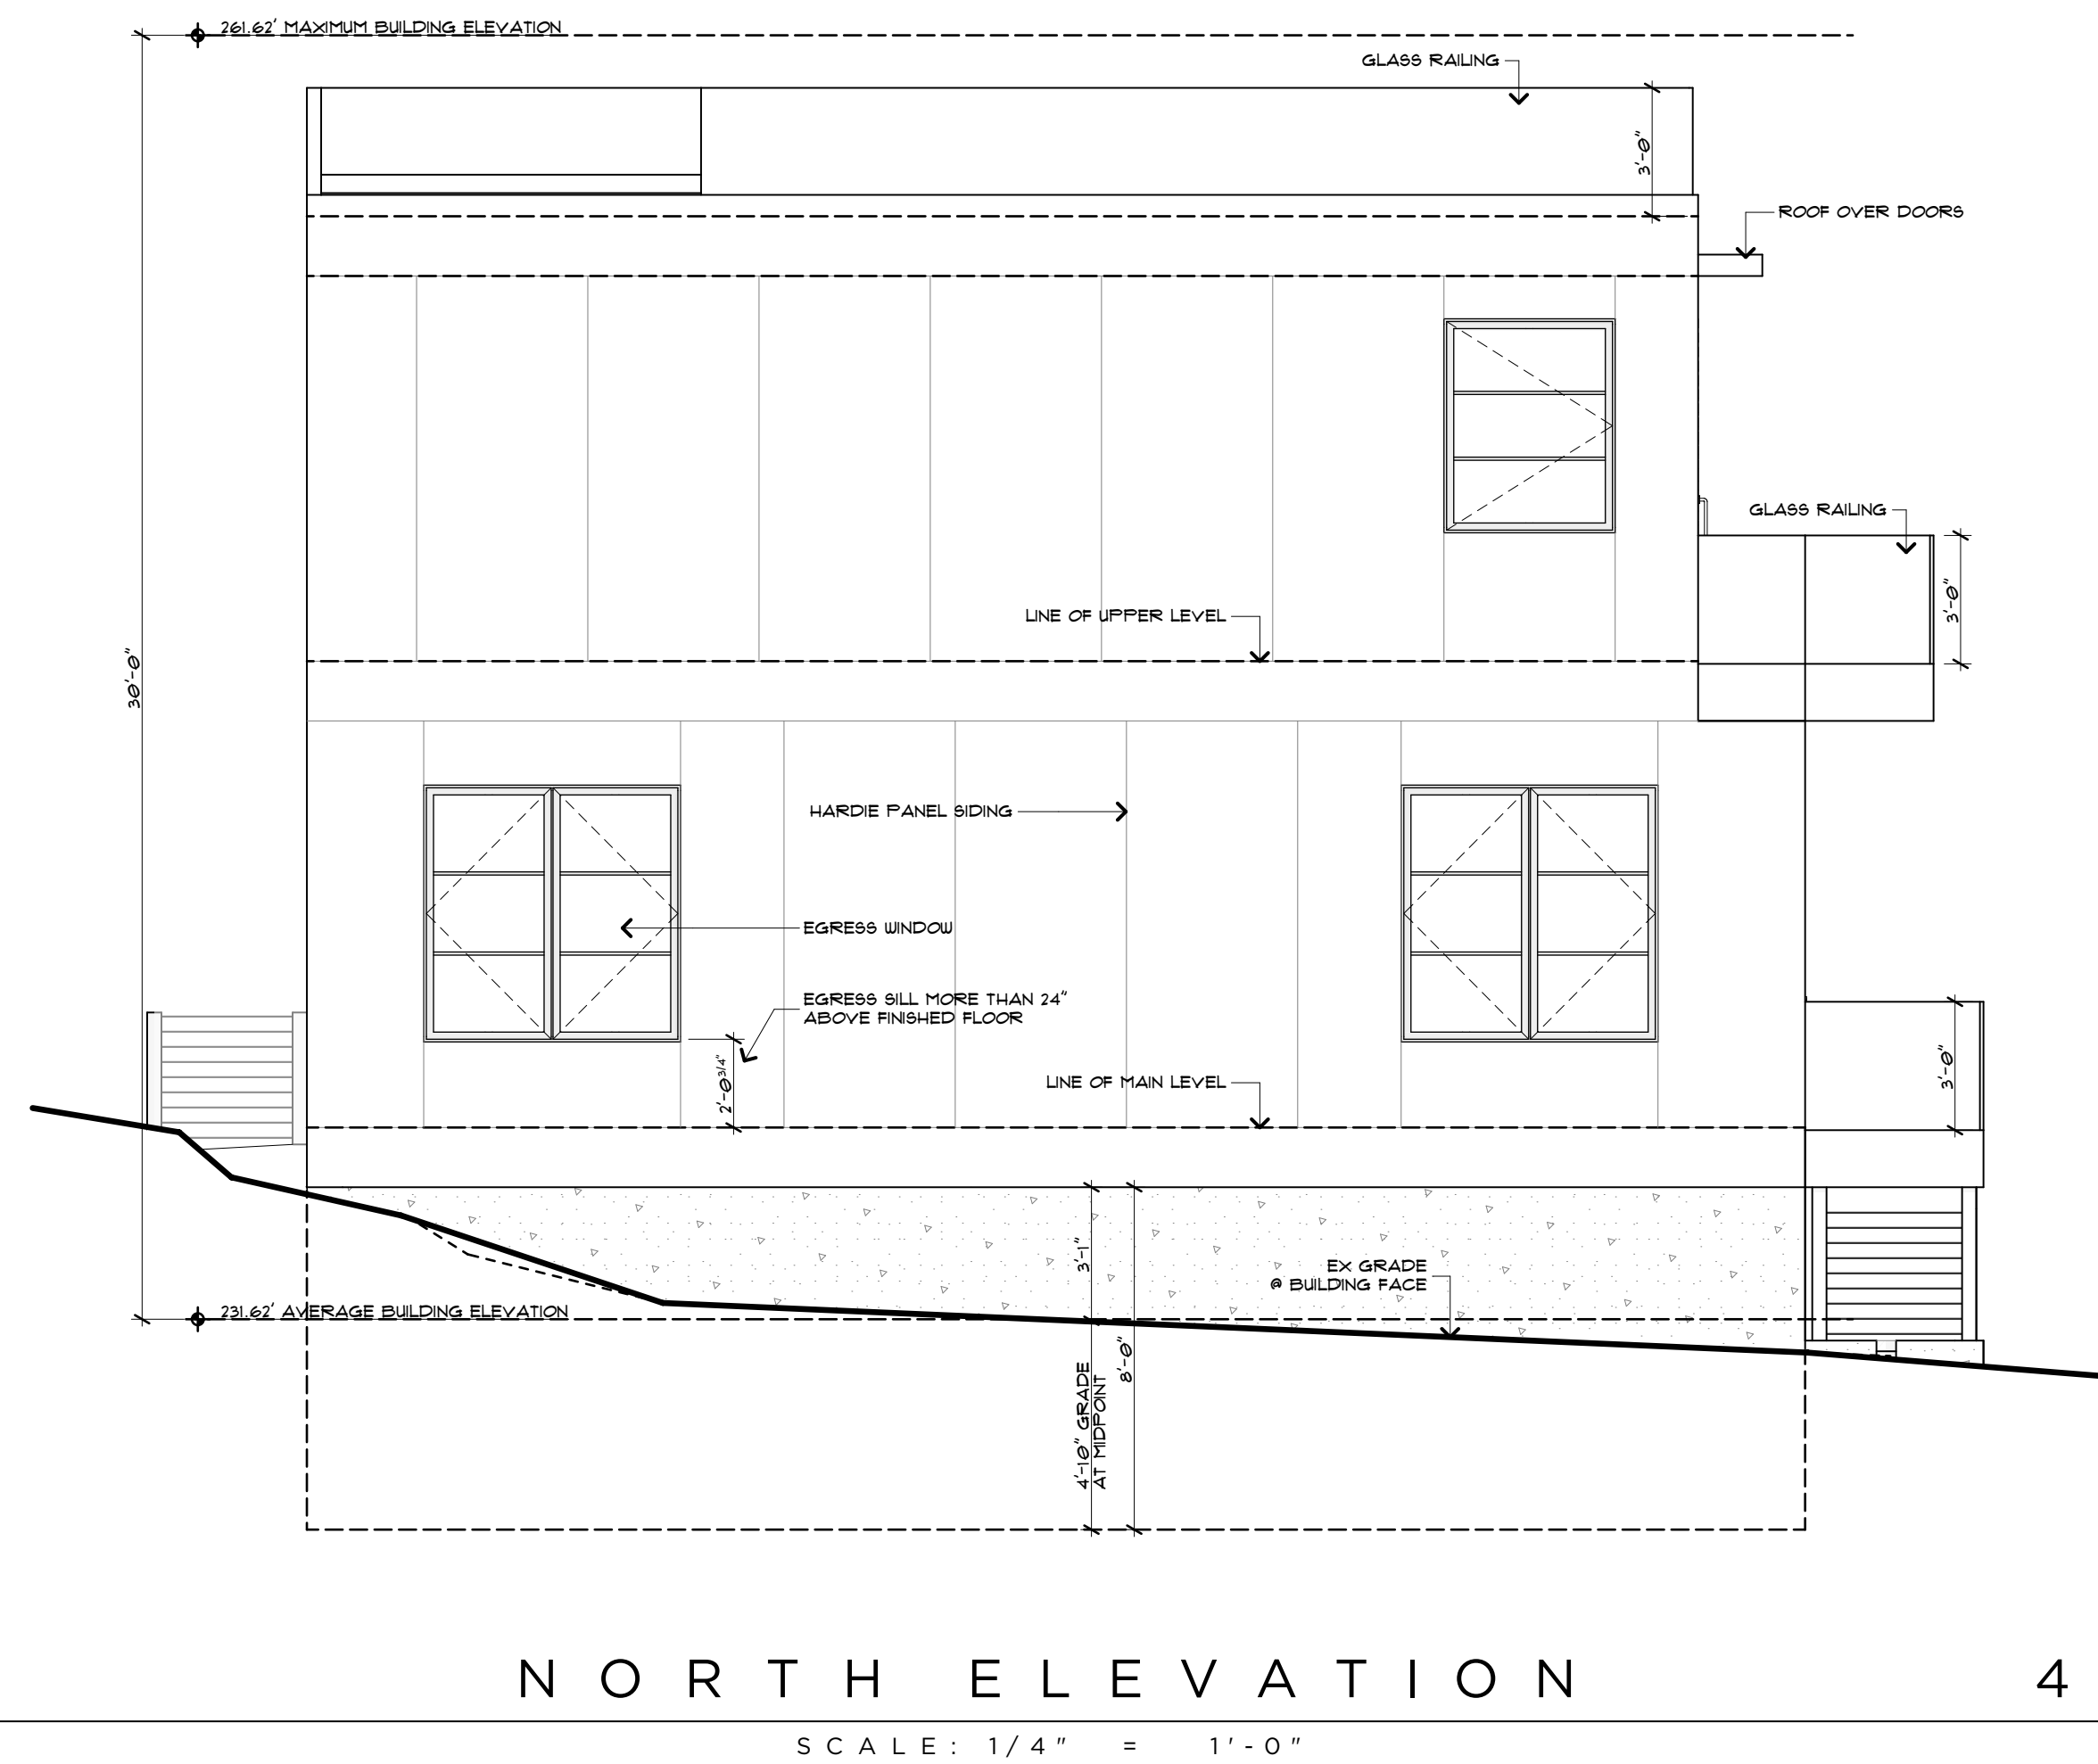 261.62' MAXIMUM BUILDING ELEVATION
GLASS RAILING
3'-0"
ROOF OVER DOORS
GLASS RAILING
3'-0"
LINE OF UPPER LEVEL
30'-0"
HARDIE PANEL SIDING
EGRESS WINDOW
EGRESS SILL MORE THAN 24"
ABOVE FINISHED FLOOR
2'-0 3/4"
LINE OF MAIN LEVEL
3'-0"
3'-1"
EX GRADE
@ BUILDING FACE
231.62' AVERAGE BUILDING ELEVATION
8'-0"
4'-10" GRADE
AT MIDPOINT
NORTH ELEVATION
4
SCALE: 1/4" = 1'-0"